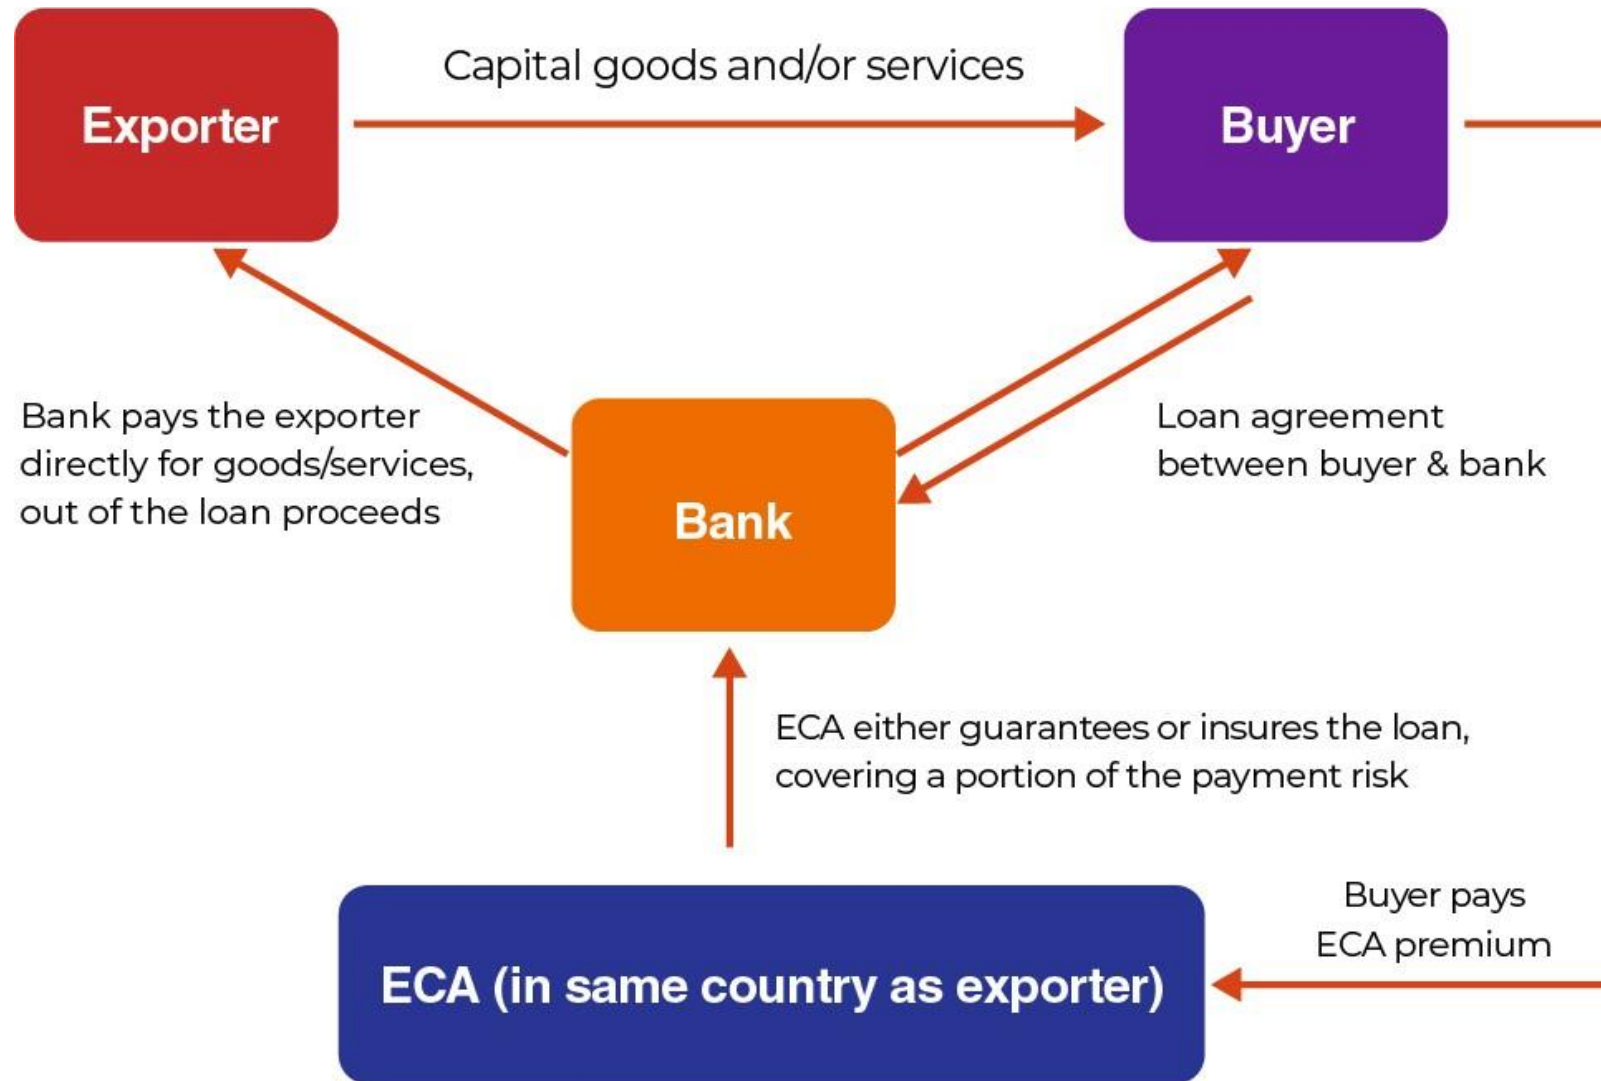 Capital goods and/or services
Exporter
Buyer
Bank pays the exporter
directly for goods/services,
out of the loan proceeds
Loan agreement
between buyer & bank
Bank
ECA either guarantees or insures the loan,
covering a portion of the payment risk
Buyer pays
ECA premium
ECA (in same country as exporter)